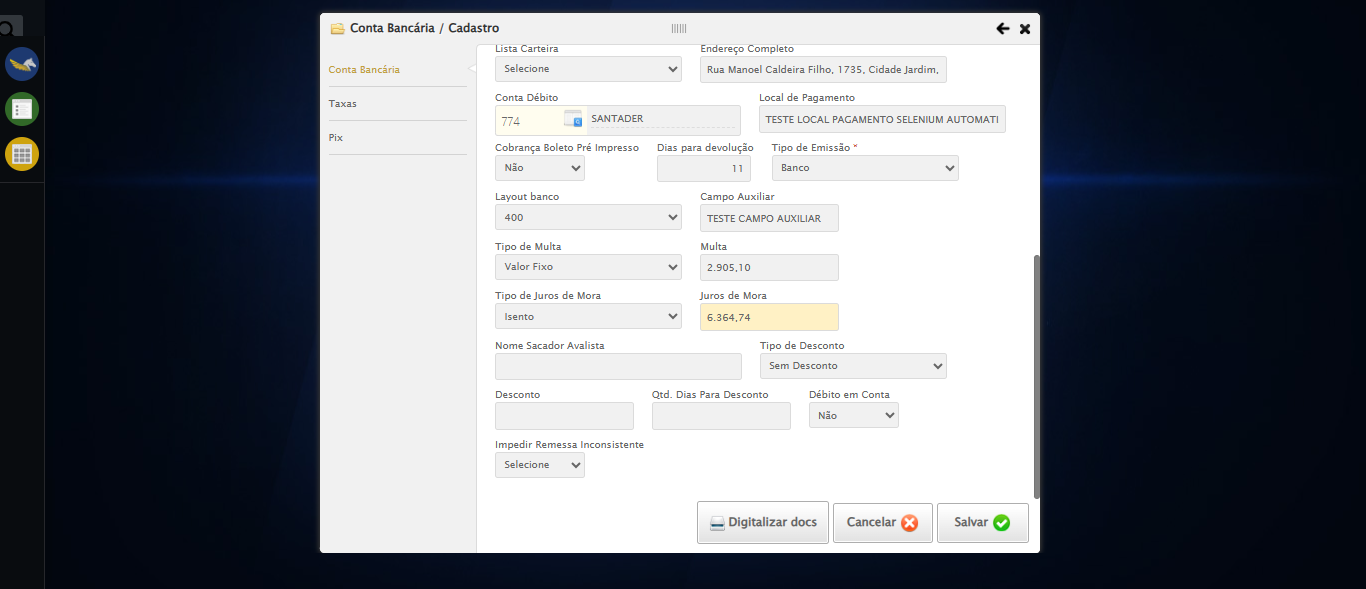 Conta Bancária / Cadastro
Conta Bancária
Taxas
Pix
Lista Carteira
Endereço Completo
Selecione
Rua Manoel Caldeira Filho, 1735, Cidade Jardim,
Conta Débito
Local de Pagamento
774
SANTADER
TESTE LOCAL PAGAMENTO SELENIUM AUTOMATI
Cobrança Boleto Pré Impresso
Dias para devolução
Tipo de Emissão *
Não
11
Banco
Layout banco
Campo Auxiliar
400
TESTE CAMPO AUXILIAR
Tipo de Multa
Multa
Valor Fixo
2.905,10
Tipo de Juros de Mora
Juros de Mora
Isento
6.364,74
Nome Sacador Avalista
Tipo de Desconto
Sem Desconto
Desconto
Qtd. Dias Para Desconto
Débito em Conta
Não
Impedir Remessa Inconsistente
Selecione
Digitalizar docs
Cancelar
Salvar